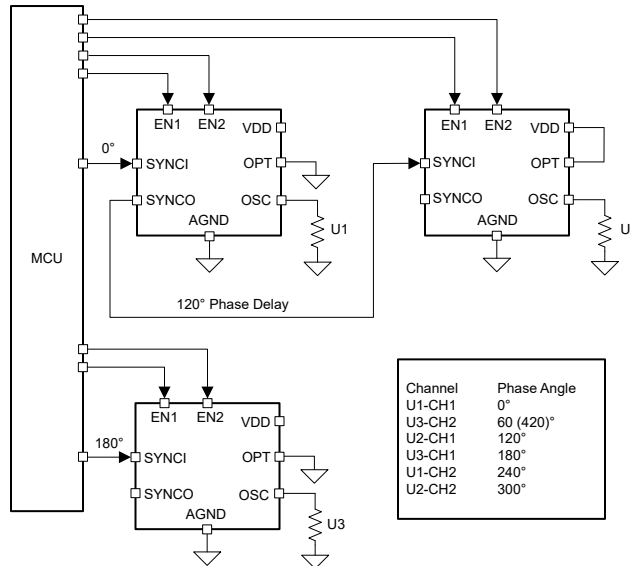 MCU
EN1 EN2
VDD
0°
SYNCI
OPT
SYNCO
OSC
AGND
U1
EN1 EN2
VDD
SYNCI
OPT
SYNCO
OSC
AGND
U
120° Phase Delay
EN1 EN2
VDD
180°
SYNCI
OPT
SYNCO
OSC
AGND
U3
Channel Phase Angle
U1-CH1 0°
U3-CH2 60 (420)°
U2-CH1 120°
U3-CH1 180°
U1-CH2 240°
U2-CH2 300°